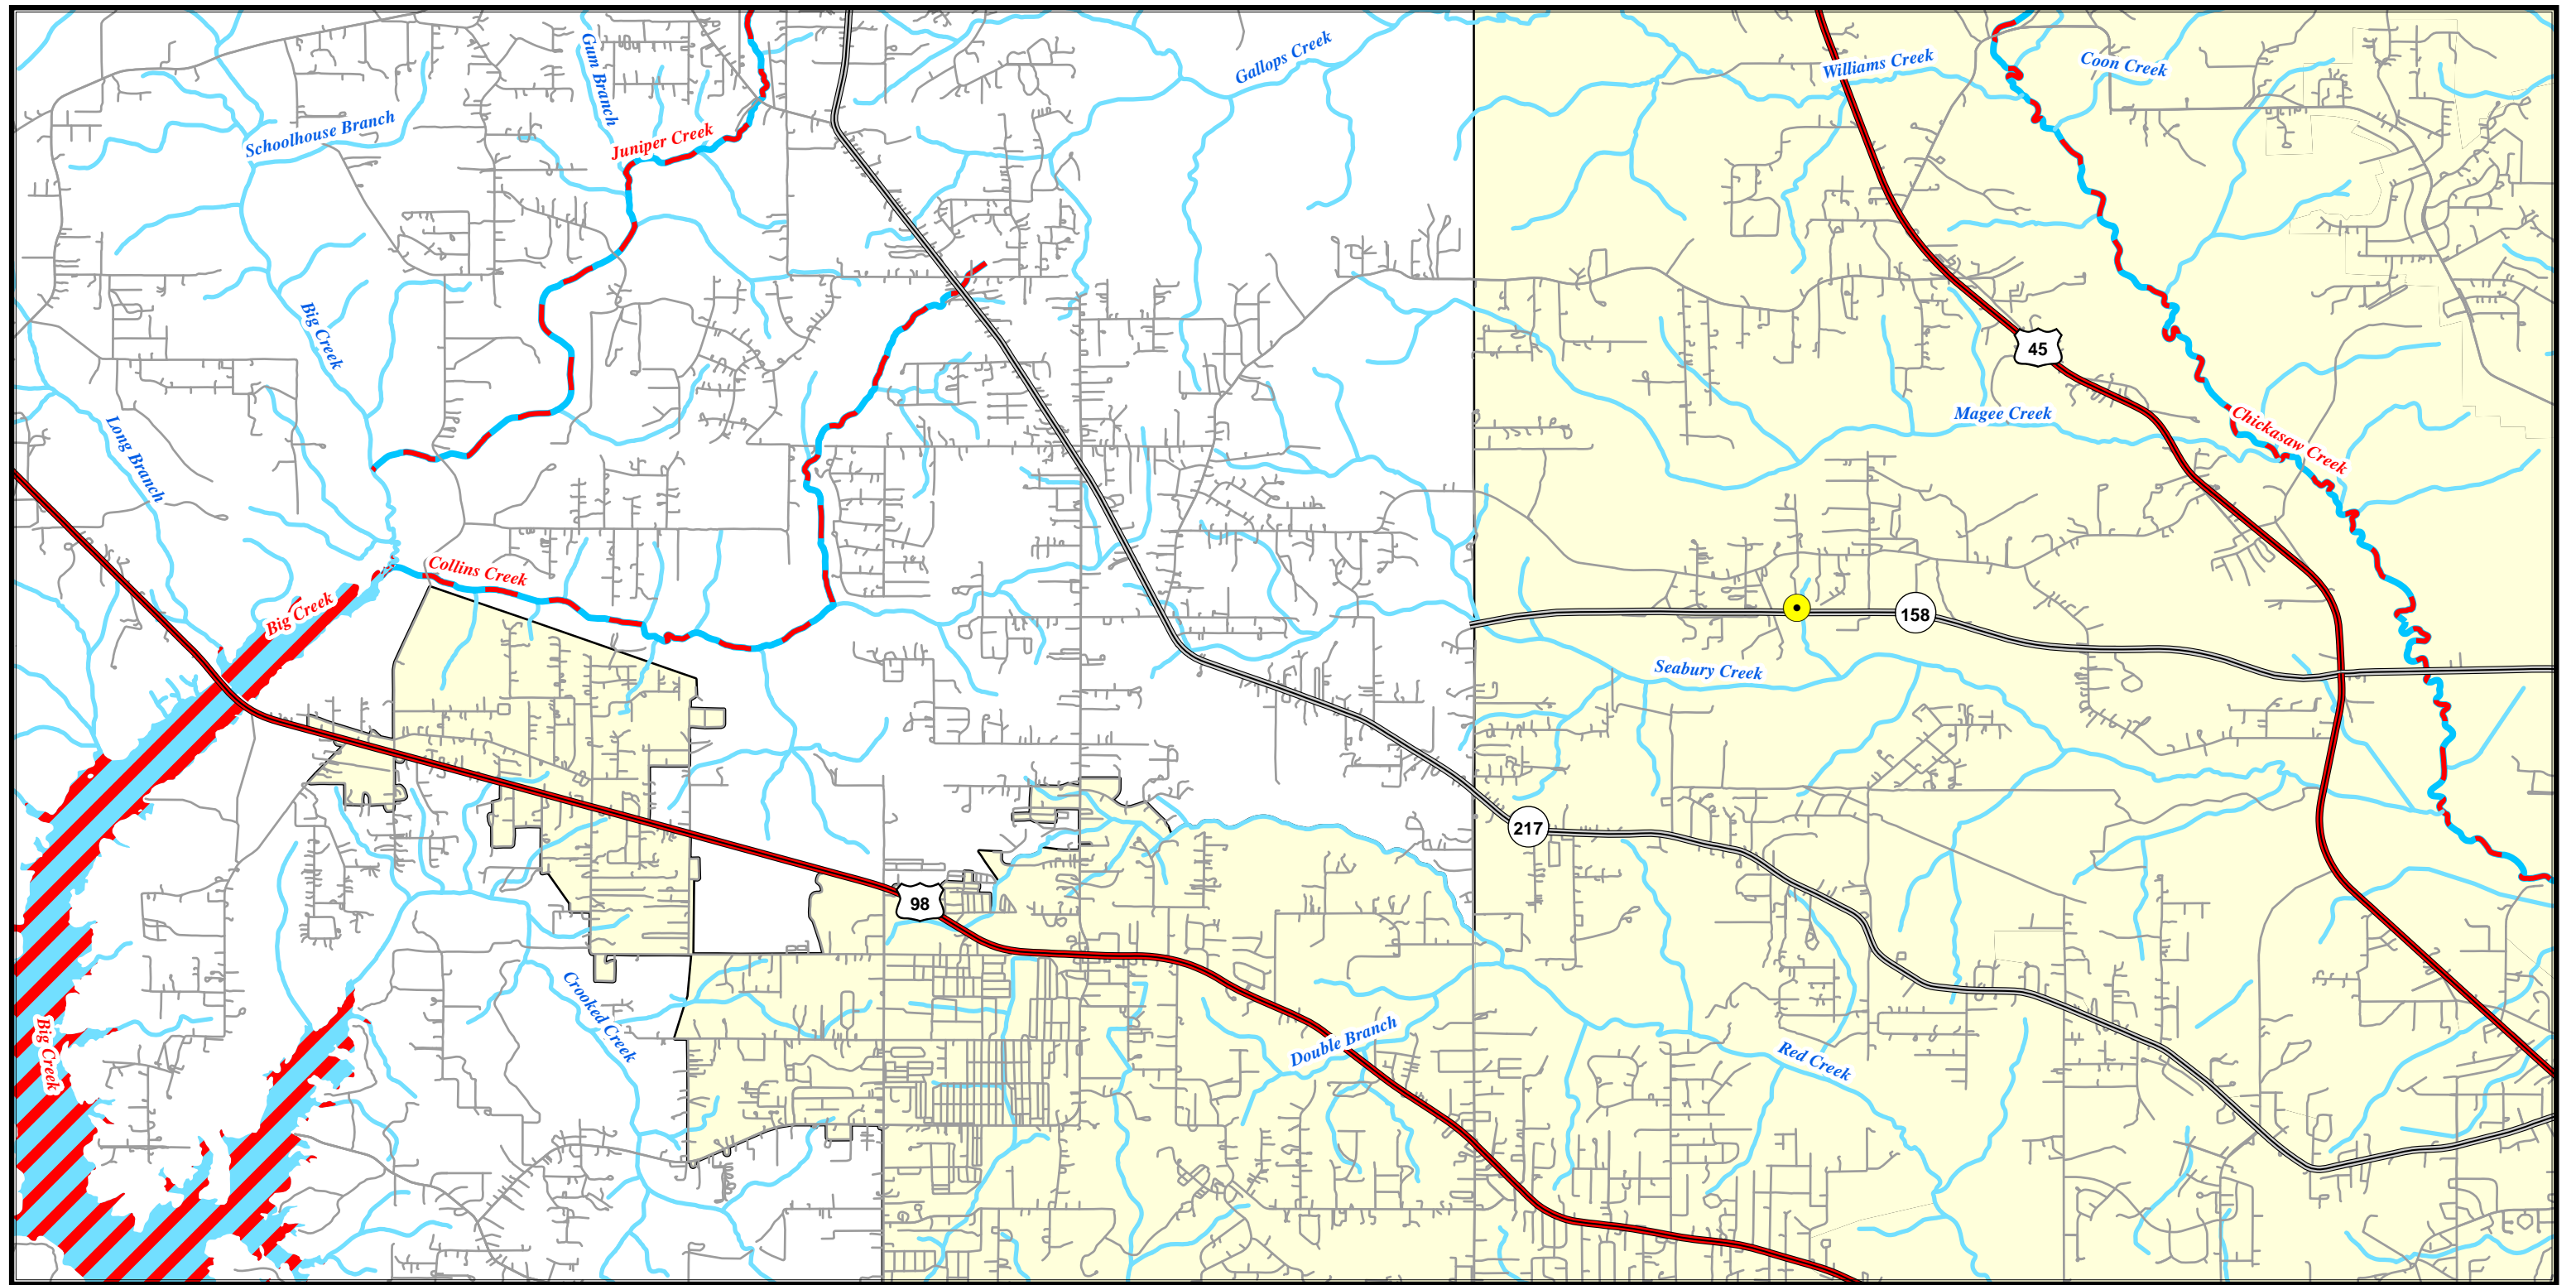 Gum Branch
Gallops Creek
Williams Creek
Coon Creek
Schoolhouse Branch
Juniper Creek
Big Creek
45
Long Branch
Magee Creek
Chickasaw Creek
Collins Creek
Big Creek
158
Seabury Creek
217
98
Crooked Creek
Big Creek
Double Branch
Red Creek